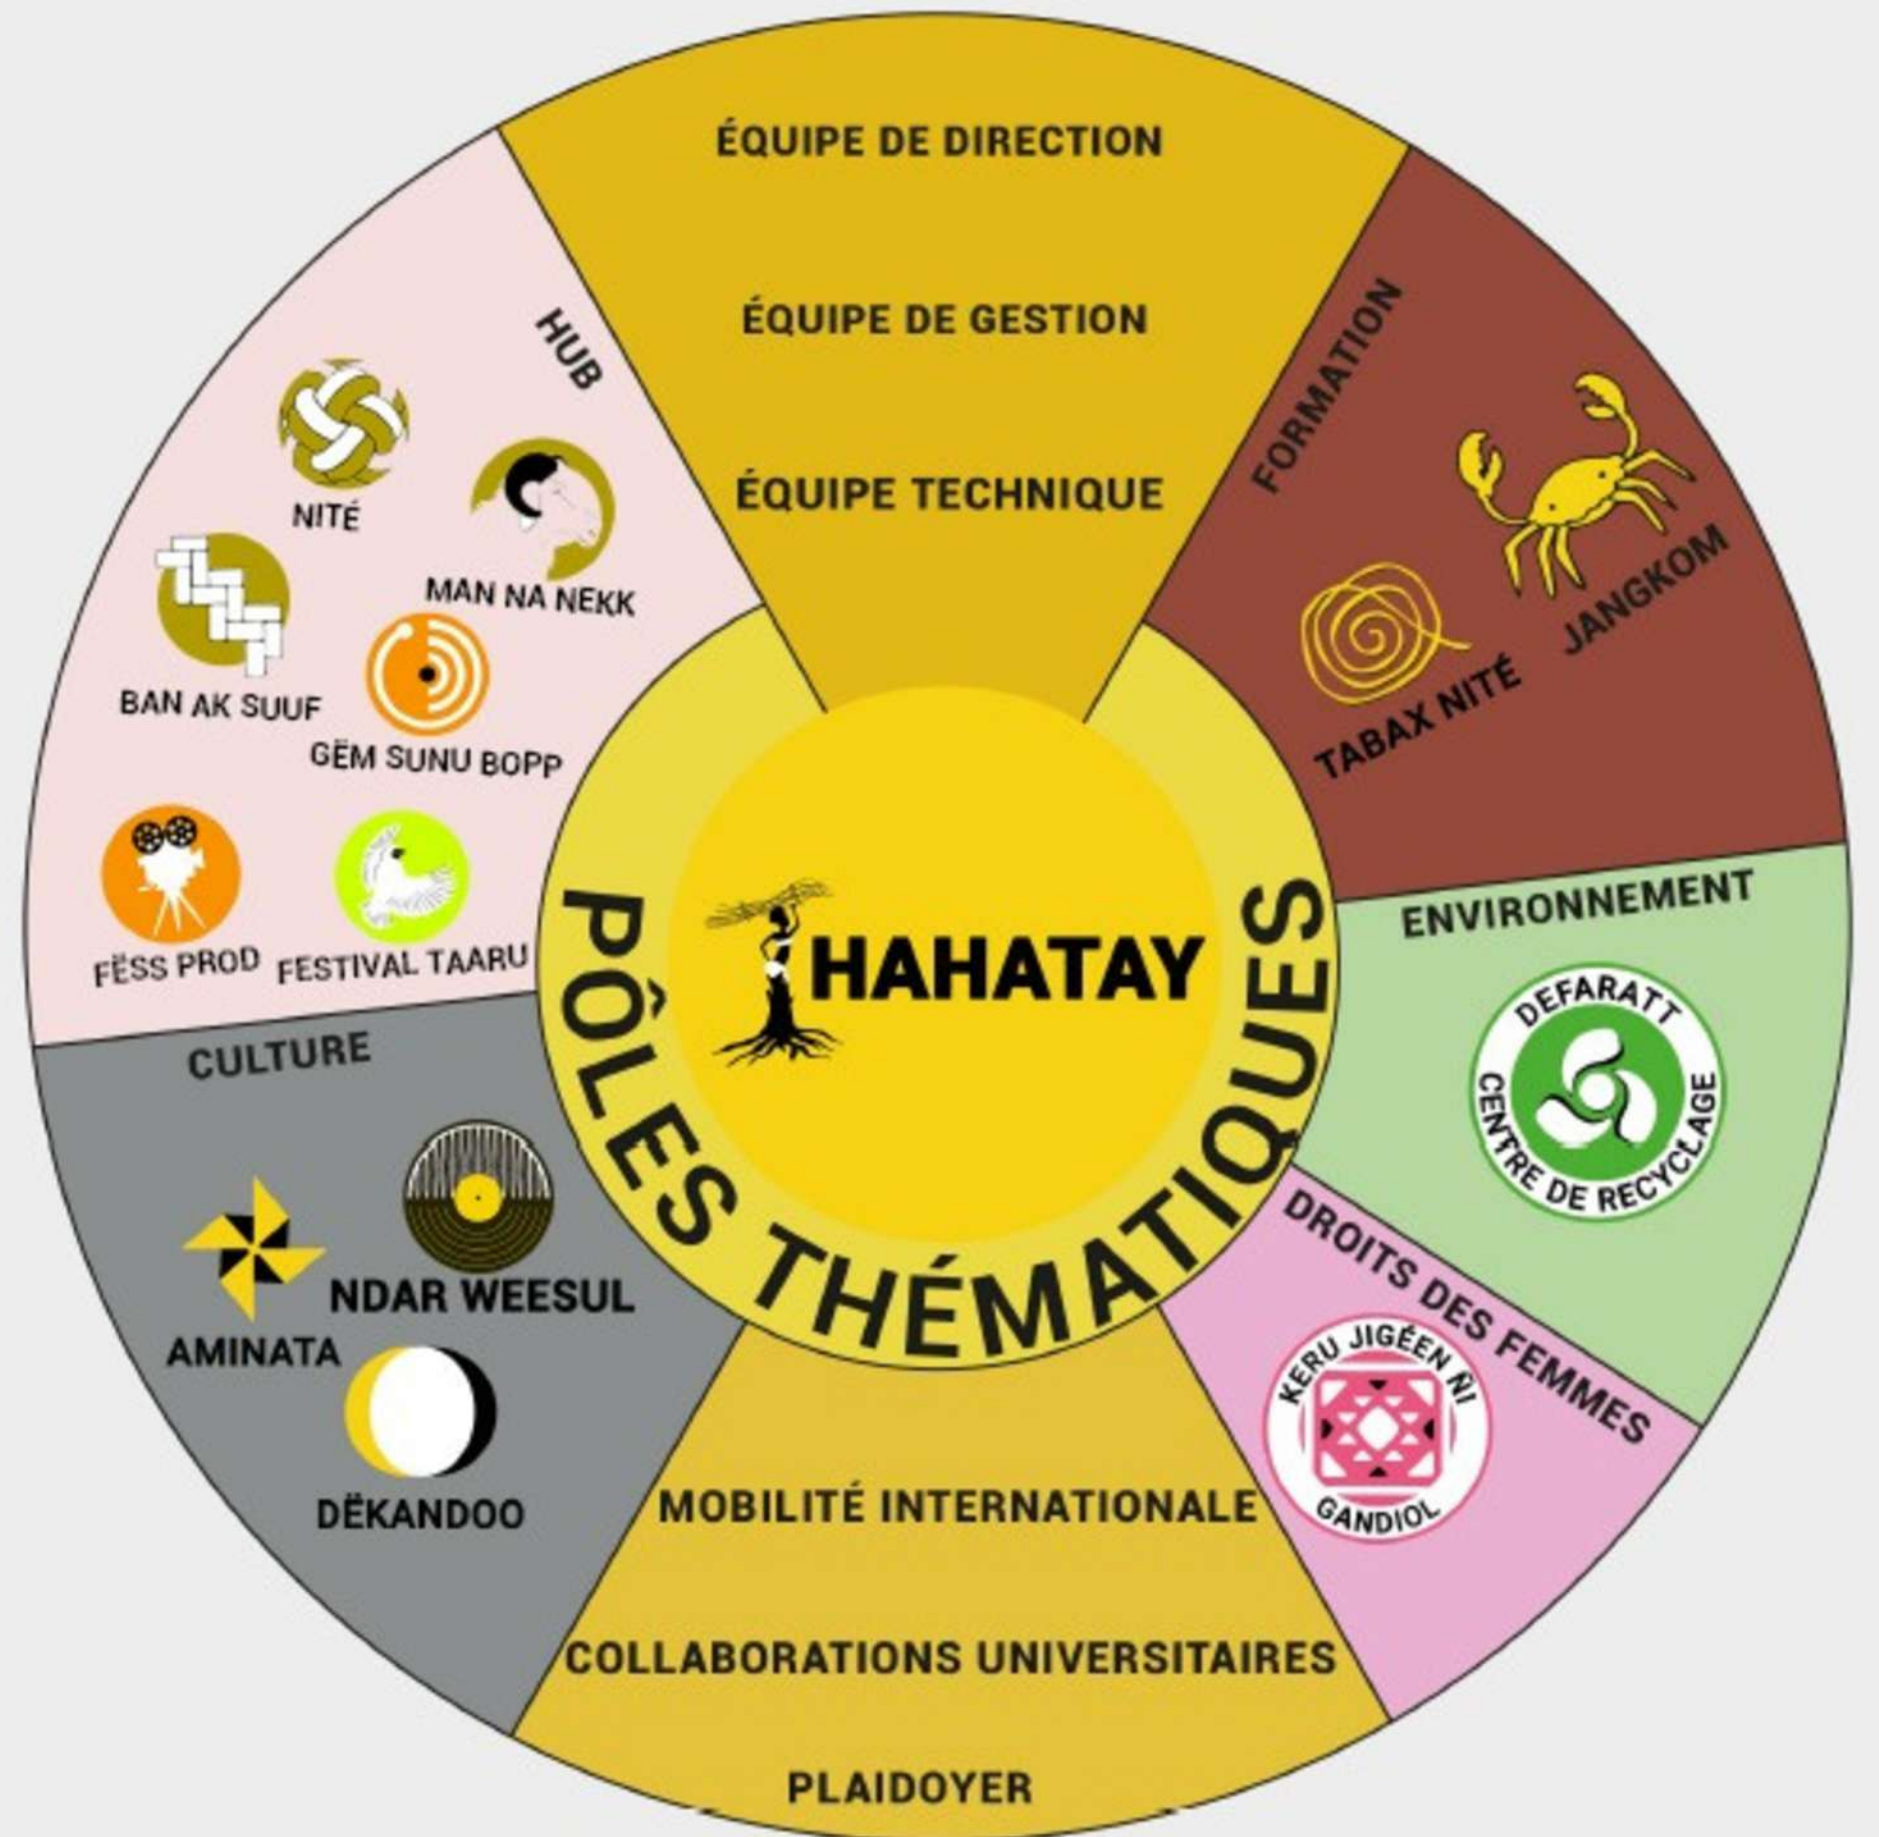 ÉQUIPE DE DIRECTION
ÉQUIPE DE GESTION
ÉQUIPE TECHNIQUE
FORMATION
JANGKOM
TABAX NITÉ
ENVIRONNEMENT
DEFARATT
CENTRE DE RECYCLAGE
DROITS DES FEMMES
KERU JIGÉEN ÑI
GANDIOL
MOBILITÉ INTERNATIONALE
COLLABORATIONS UNIVERSITAIRES
PLAIDOYER
CULTURE
NDAR WEESUL
AMINATA
DËKANDOO
HUB
NITÉ
MAN NA NEKK
BAN AK SUUF
GËM SUNU BOPP
FËSS PROD
FESTIVAL TAARU
HAHATAY
PÔLES THÉMATIQUES